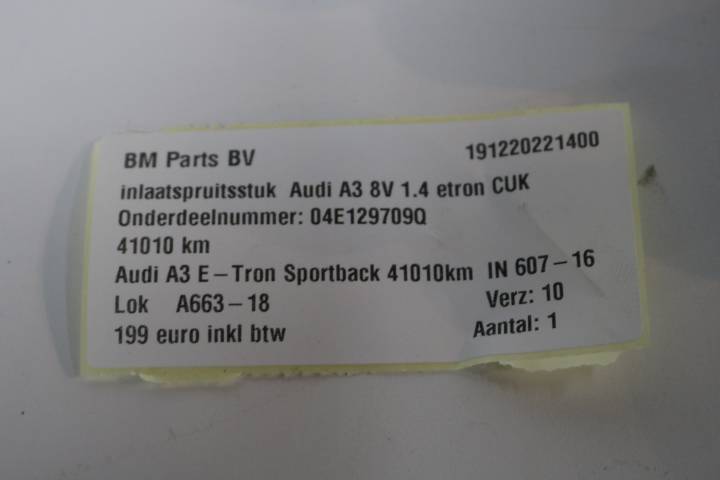 BM Parts BV 191220221400
inlaatspruitsstuk Audi A3 8V 1.4 etron CUK
Onderdeelnummer: 04E129709Q
41010 km
Audi A3 E-Tron Sportback 41010km IN 607-16
Lok A663-18 Verz: 10
199 euro inkl btw Aantal: 1